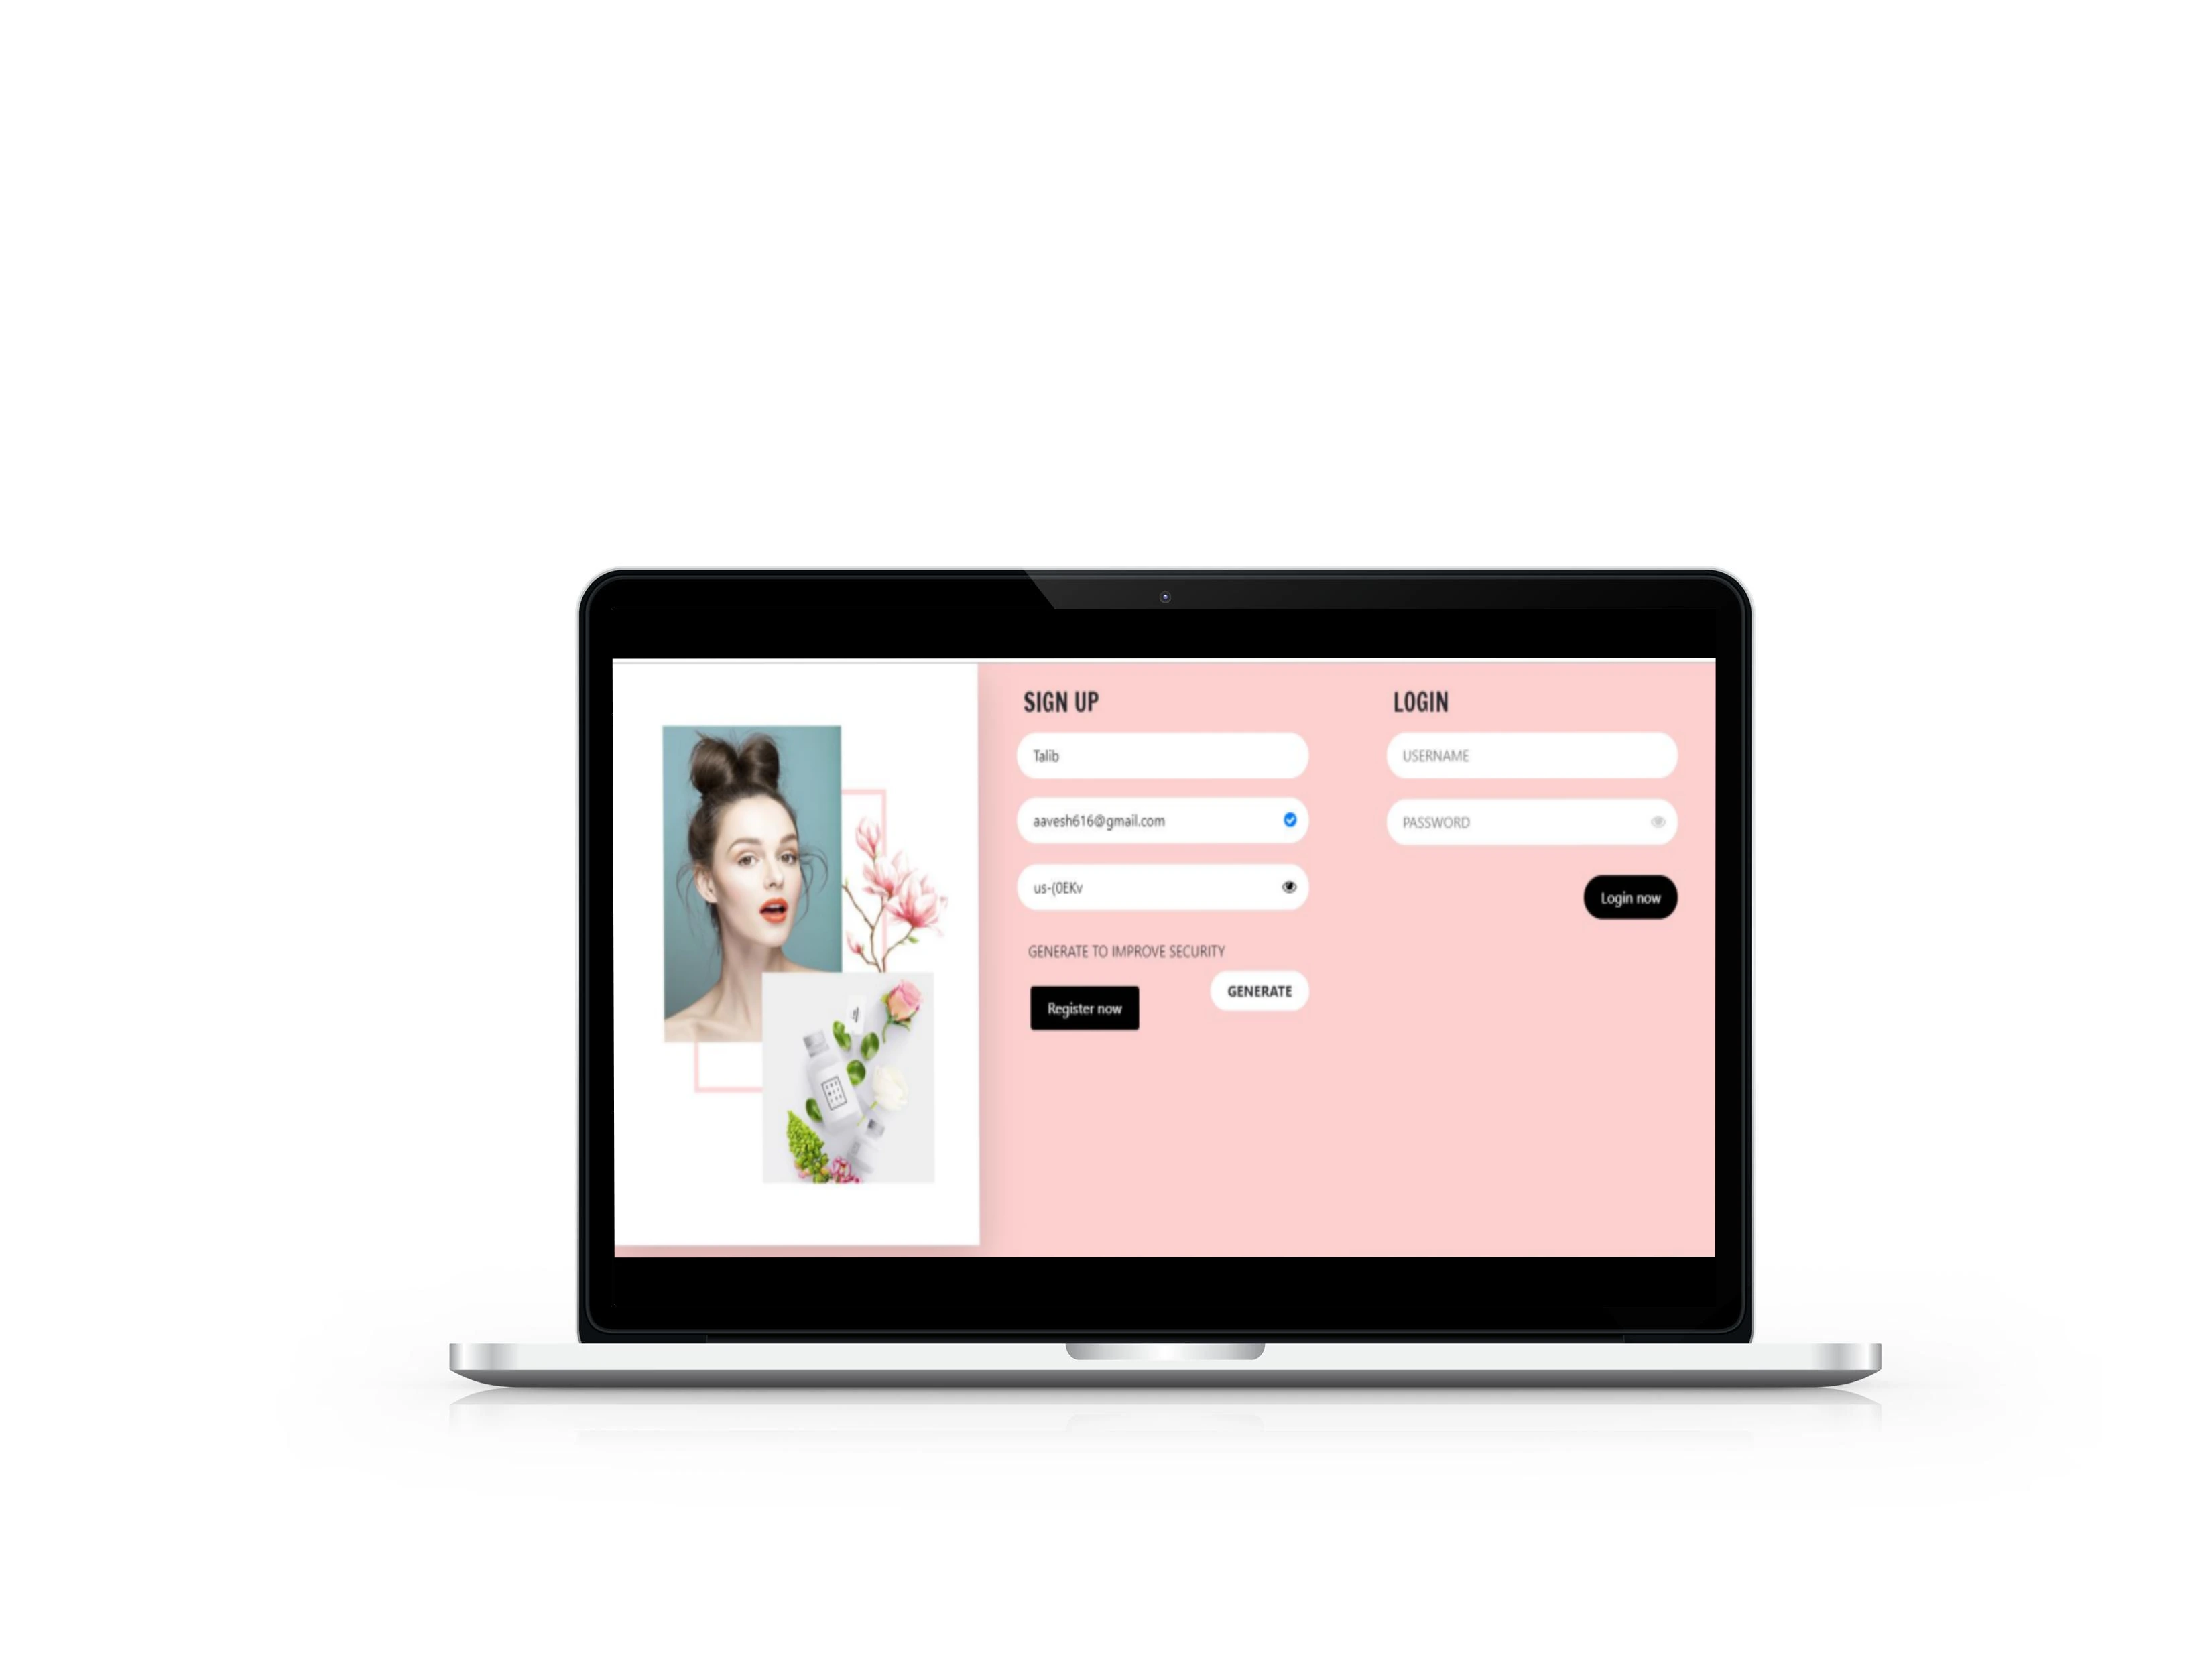 SIGN UP
Talib
aavesh616@gmail.com
us-(0EKv
GENERATE TO IMPROVE SECURITY
GENERATE
Register now
LOGIN
USERNAME
PASSWORD
Login now